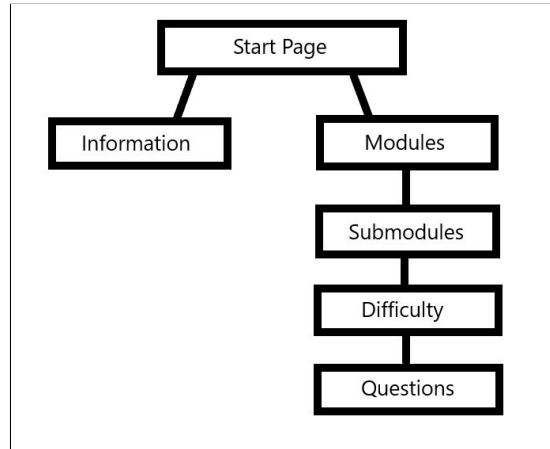 Start Page
Information
Modules
Submodules
Difficulty
Questions